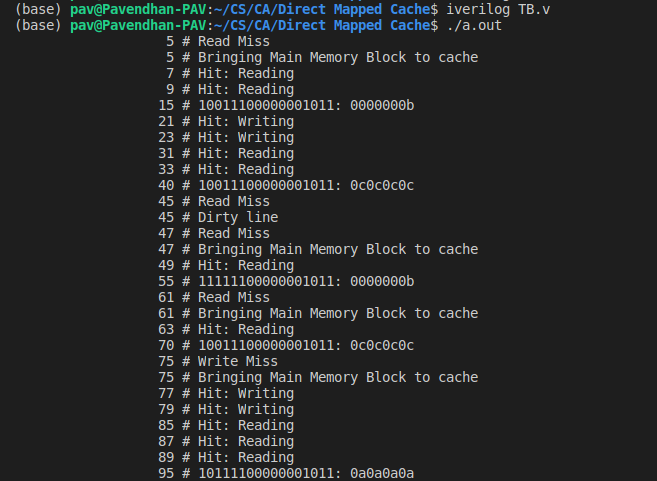 (base) pav@Pavendhan-PAV:~/CS/CA/Direct Mapped Cache$ iverilog TB.v
(base) pav@Pavendhan-PAV:~/CS/CA/Direct Mapped Cache$ ./a.out
5 # Read Miss
5 # Bringing Main Memory Block to cache
7 # Hit: Reading
9 # Hit: Reading
15 # 10011100000001011: 0000000b
21 # Hit: Writing
23 # Hit: Writing
31 # Hit: Reading
33 # Hit: Reading
40 # 10011100000001011: 0c0c0c0c
45 # Read Miss
45 # Dirty line
47 # Read Miss
47 # Bringing Main Memory Block to cache
49 # Hit: Reading
55 # 11111100000001011: 0000000b
61 # Read Miss
61 # Bringing Main Memory Block to cache
63 # Hit: Reading
70 # 10011100000001011: 0c0c0c0c
75 # Write Miss
75 # Bringing Main Memory Block to cache
77 # Hit: Writing
79 # Hit: Writing
85 # Hit: Reading
87 # Hit: Reading
89 # Hit: Reading
95 # 10111100000001011: 0a0a0a0a